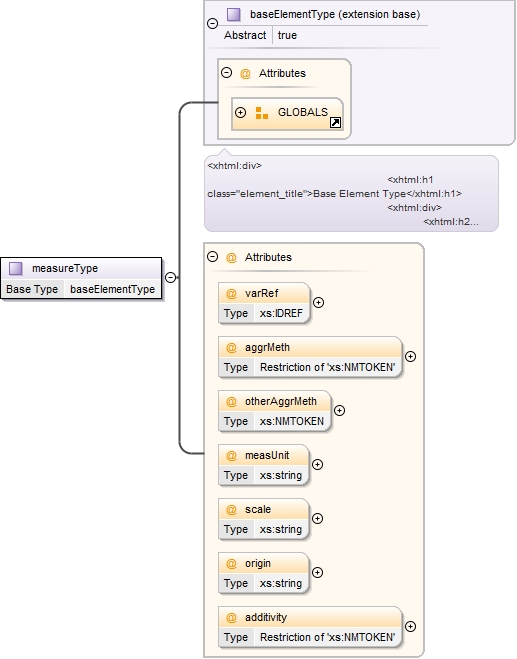 baseElementType (extension base)
Abstract true
@ Attributes
GLOBALS
<xhtml:div>
<xhtml:h1
class="element_title">Base Element Type</xhtml:h1>
<xhtml:div>
<xhtml:h2...
measureType
Base Type baseElementType
@ Attributes
@ varRef
Type xs:IDREF
@ aggrMeth
Type Restriction of 'xs:NMTOKEN'
@ otherAggrMeth
Type xs:NMTOKEN
@ measUnit
Type xs:string
@ scale
Type xs:string
@ origin
Type xs:string
@ additivity
Type Restriction of 'xs:NMTOKEN'